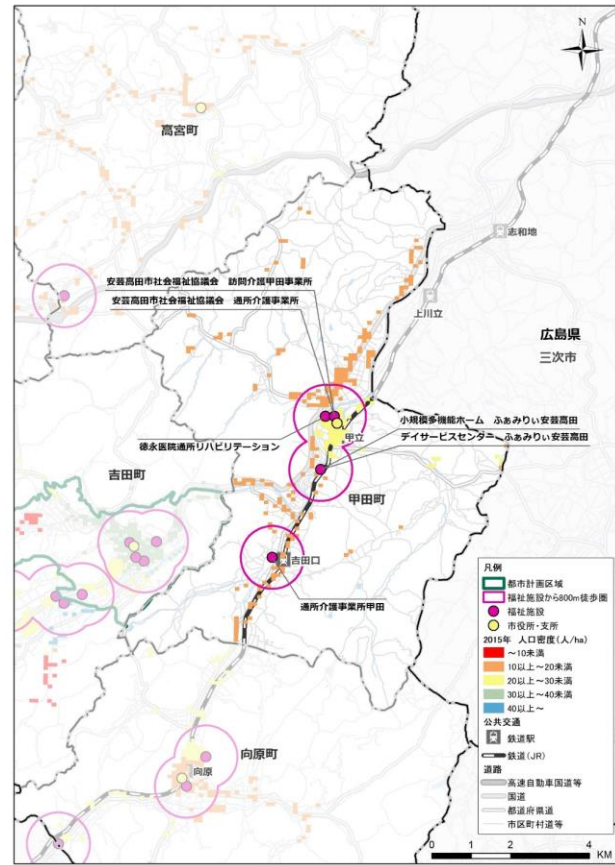 N
高宮町
志和地
安芸高田市社会福祉協議会 訪問介護甲田事業所
安芸高田市社会福祉協議会 通所介護事業所
上川立
広島県
三次市
小規模多機能ホーム ふぁみりぃ安芸高田
甲立
デイサービスセンター ふぁみりぃ安芸高田
徳永医院通所リハビリテーション
吉田町
甲田町
吉田口
通所介護事業所甲田
向原町
向原
凡例
都市計画区域
福祉施設から800m徒歩圏
福祉施設
市役所・支所
2015年 人口密度(人/ha)
～10未満
10以上～20未満
20以上～30未満
30以上～40未満
40以上～
公共交通
鉄道駅
鉄道(JR)
道路
高速自動車国道等
国道
都道府県道
市区町村道等
0 1 2 3 4
KM